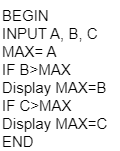 BEGIN
INPUT A, B, C
MAX= A
IF B>MAX
Display MAX=B
IF C>MAX
Display MAX=C
END